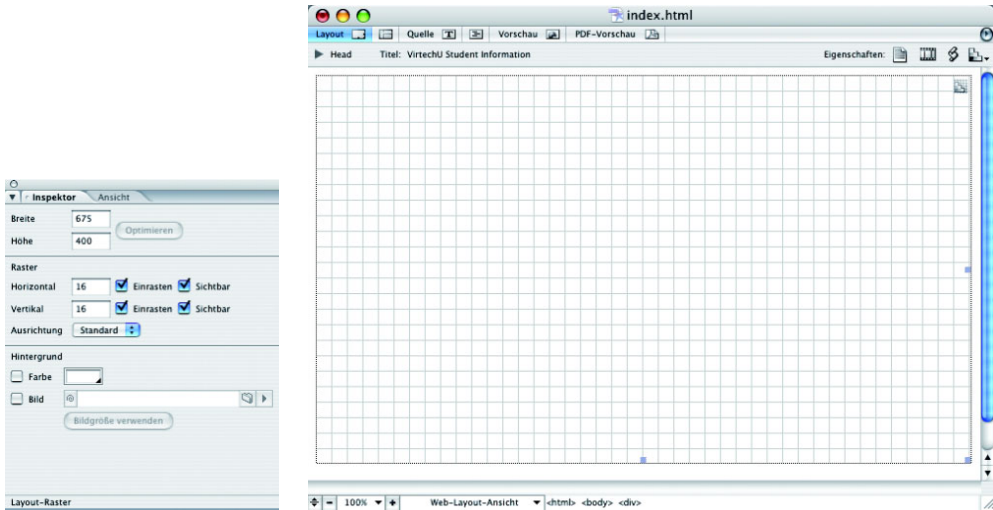 Inspektor Ansicht
Breite 675
Optimieren
Höhe 400
Raster
Horizontal 16 Einrasten Sichtbar
Vertikal 16 Einrasten Sichtbar
Ausrichtung Standard
Hintergrund
Farbe
Bild
Bildgröße verwenden
Layout-Raster
index.html
Layout Quelle Vorschau PDF-Vorschau
Head Titel: VirtechU Student Information Eigenschaften:
100% Web-Layout-Ansicht <html> <body> <div>